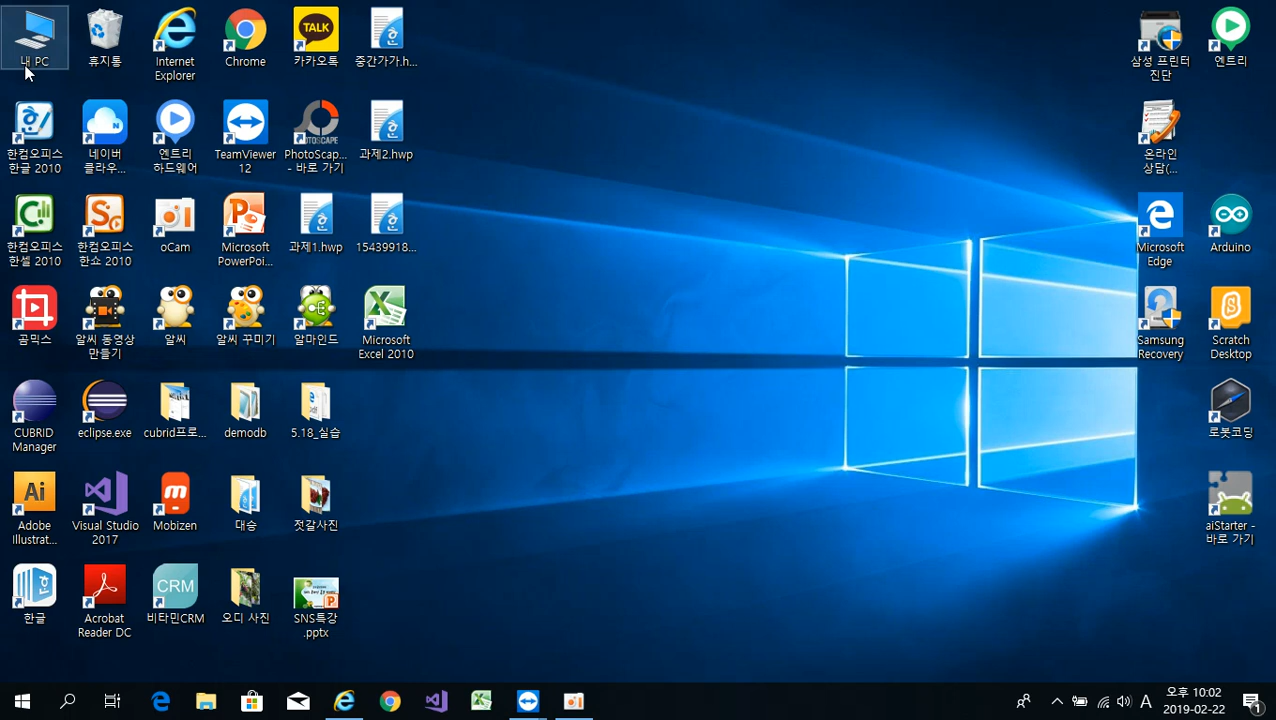 내 PC
휴지통
Internet
Explorer
Chrome
TALK
카카오톡
중간가가.h...
삼성 프린터
진단
엔트리
한컴오피스
한글 2010
N
네이버
클라우...
엔트리
하드웨어
TeamViewer
12
PHOTOSCAPE
PhotoScap...
- 바로 가기
과제2.hwp
온라인
상담(...
한컴오피스
한셀 2010
한컴오피스
한쇼 2010
oCam
Microsoft
PowerPoi...
과제1.hwp
15439918...
Microsoft
Edge
Arduino
곰믹스
알씨 동영상
만들기
알씨
알씨 꾸미기
알마인드
Microsoft
Excel 2010
Samsung
Recovery
Scratch
Desktop
CUBRID
Manager
eclipse.exe
cubrid프로...
demodb
5.18_실습
로봇코딩
Ai
Adobe
Illustrat...
Visual Studio
2017
Mobizen
대승
젓갈사진
aiStarter -
바로 가기
한글
Acrobat
Reader DC
CRM
비타민CRM
오디 사진
SNS특강
.pptx
A
오후 10:02
2019-02-22
1